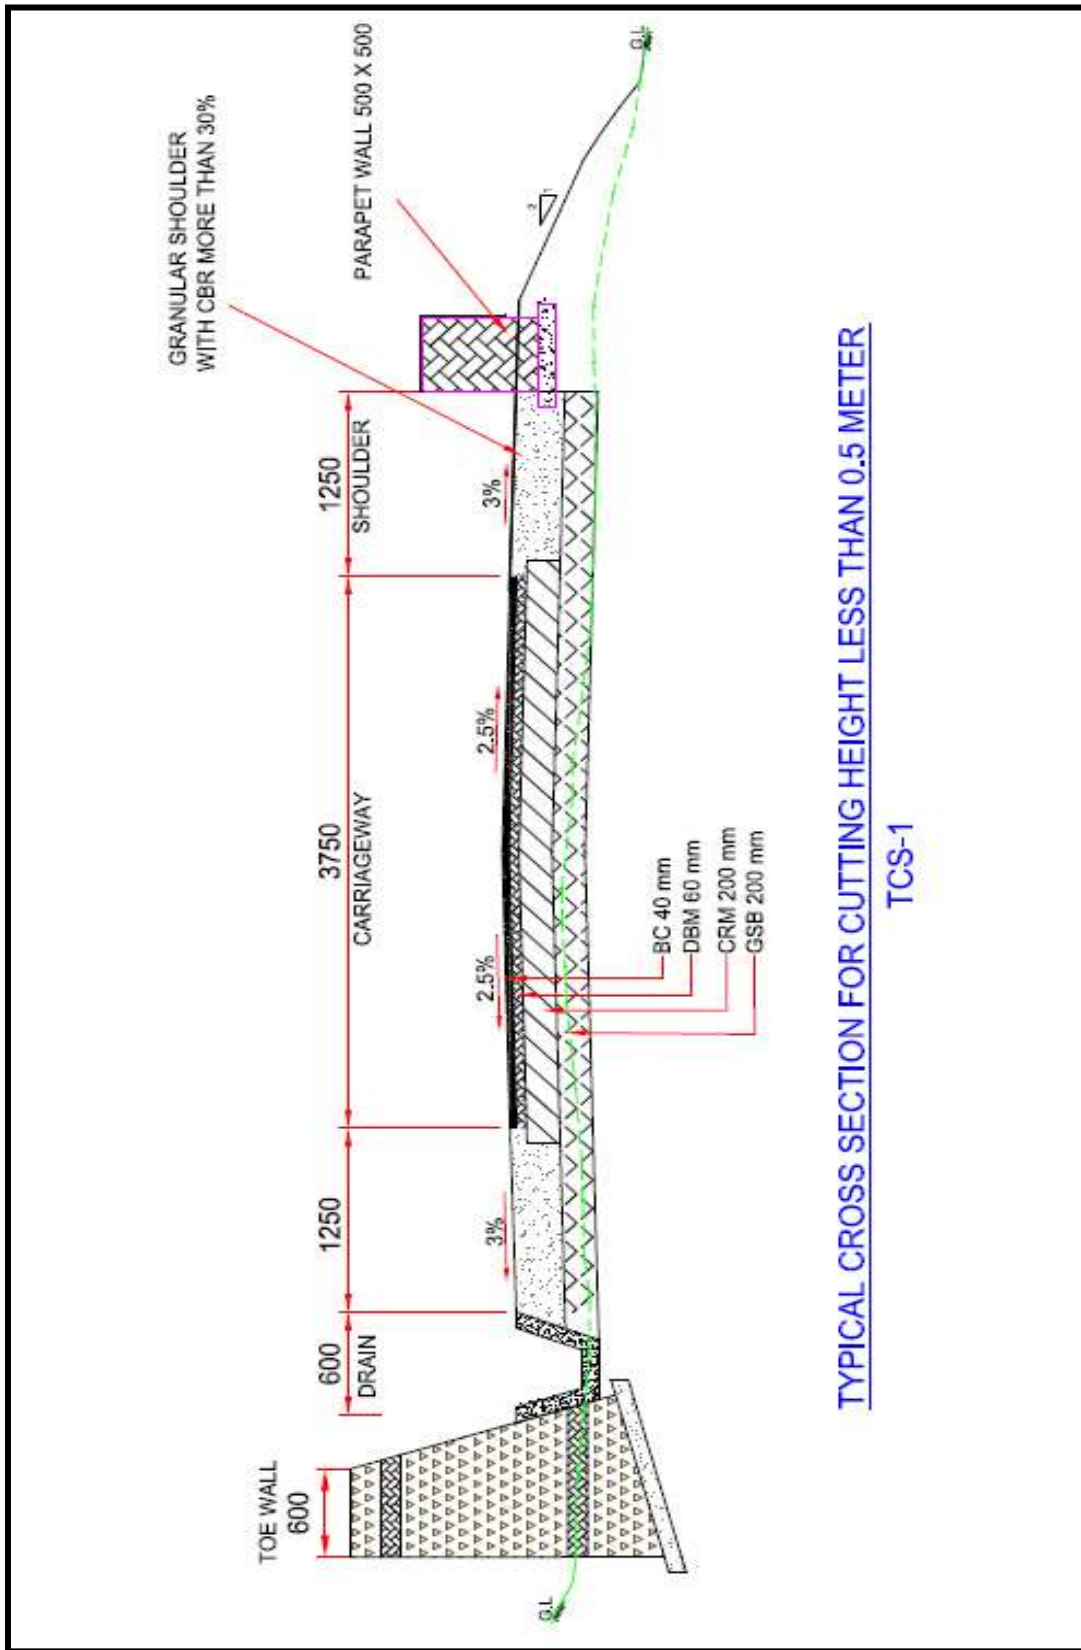 GRANULAR SHOULDER
WITH CBR MORE THAN 30%
PARAPET WALL 500 X 500
TOE WALL
600
600
DRAIN
1250
3750
CARRIAGEWAY
1250
SHOULDER
3%
2.5%
2.5%
3%
2
1
G.L
G.L
BC 40 mm
DBM 60 mm
CRM 200 mm
GSB 200 mm
TYPICAL CROSS SECTION FOR CUTTING HEIGHT LESS THAN 0.5 METER
TCS-1